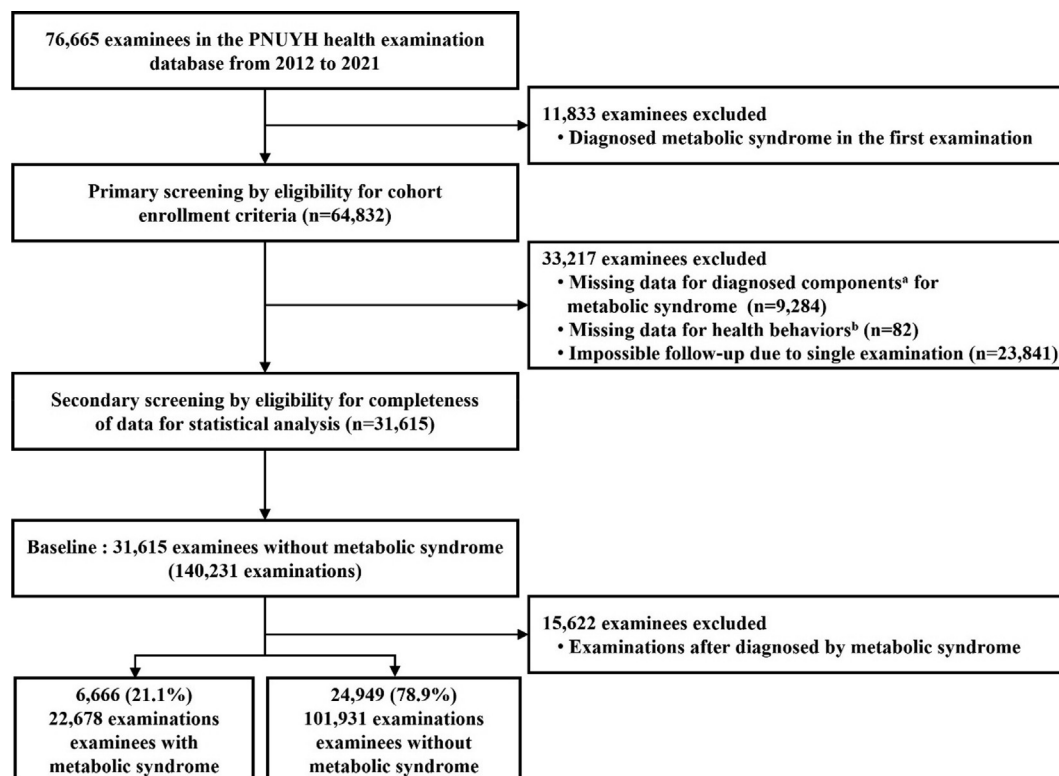 76,665 examinees in the PNUYH health examination
database from 2012 to 2021
11,833 examinees excluded
• Diagnosed metabolic syndrome in the first examination
Primary screening by eligibility for cohort
enrollment criteria (n=64,832)
33,217 examinees excluded
• Missing data for diagnosed componentsᵃ for
metabolic syndrome (n=9,284)
• Missing data for health behaviorsᵇ (n=82)
• Impossible follow-up due to single examination (n=23,841)
Secondary screening by eligibility for completeness
of data for statistical analysis (n=31,615)
Baseline : 31,615 examinees without metabolic syndrome
(140,231 examinations)
15,622 examinees excluded
• Examinations after diagnosed by metabolic syndrome
6,666 (21.1%)
22,678 examinations
examinees with
metabolic syndrome
24,949 (78.9%)
101,931 examinations
examinees without
metabolic syndrome